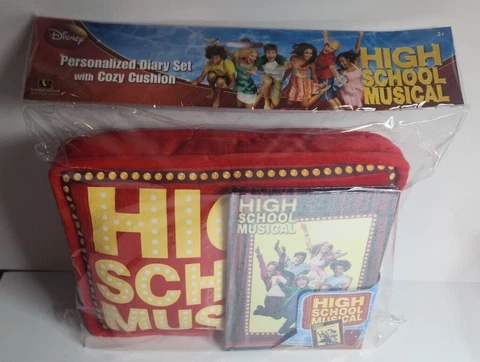 Disney
Personalized Diary Set
with Cozy Cushion
3+
HIGH
SCHOOL
MUSICAL
HI
SCH
MUS
HIGH
SCHOOL
MUSICAL
HIGH
SCHOOL
MUSICAL